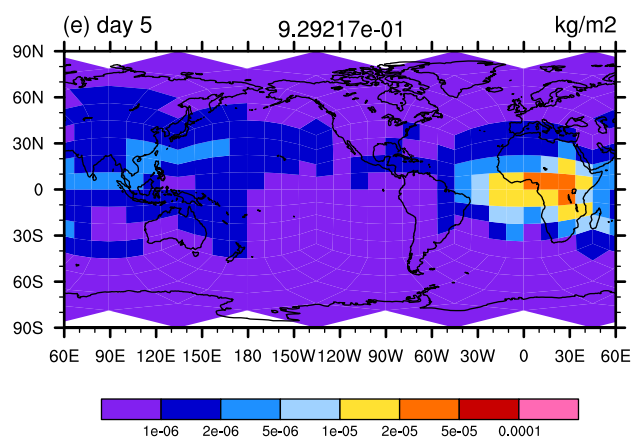 (e) day 5 9.29217e-01 kg/m2
90N
60N
30N
0
30S
60S
90S
60E 90E 120E 150E 180 150W 120W 90W 60W 30W 0 30E 60E
1e-06 2e-06 5e-06 1e-05 2e-05 5e-05 0.0001